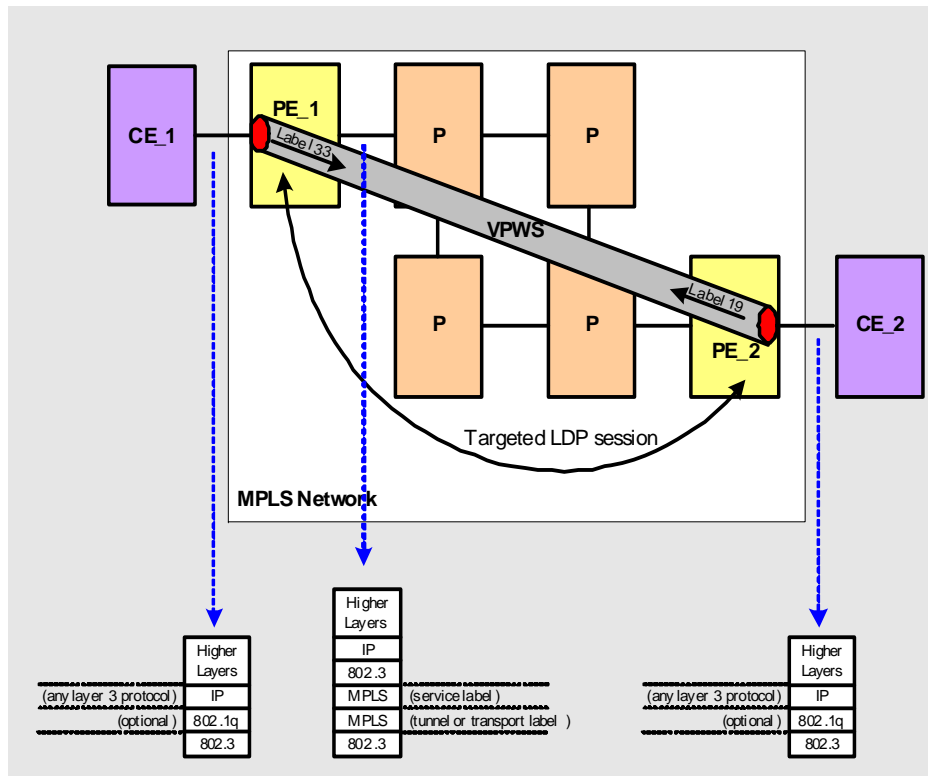 PE_1
CE_1
P
P
Label 33
VPWS
Label 19
P
P
PE_2
CE_2
Targeted LDP session
MPLS Network
Higher
Layers
IP
802.3
MPLS
(service label)
MPLS
(tunnel or transport label )
802.3
Higher
Layers
(any layer 3 protocol)
IP
(optional)
802.1q
802.3
Higher
Layers
(any layer 3 protocol)
IP
(optional)
802.1q
802.3